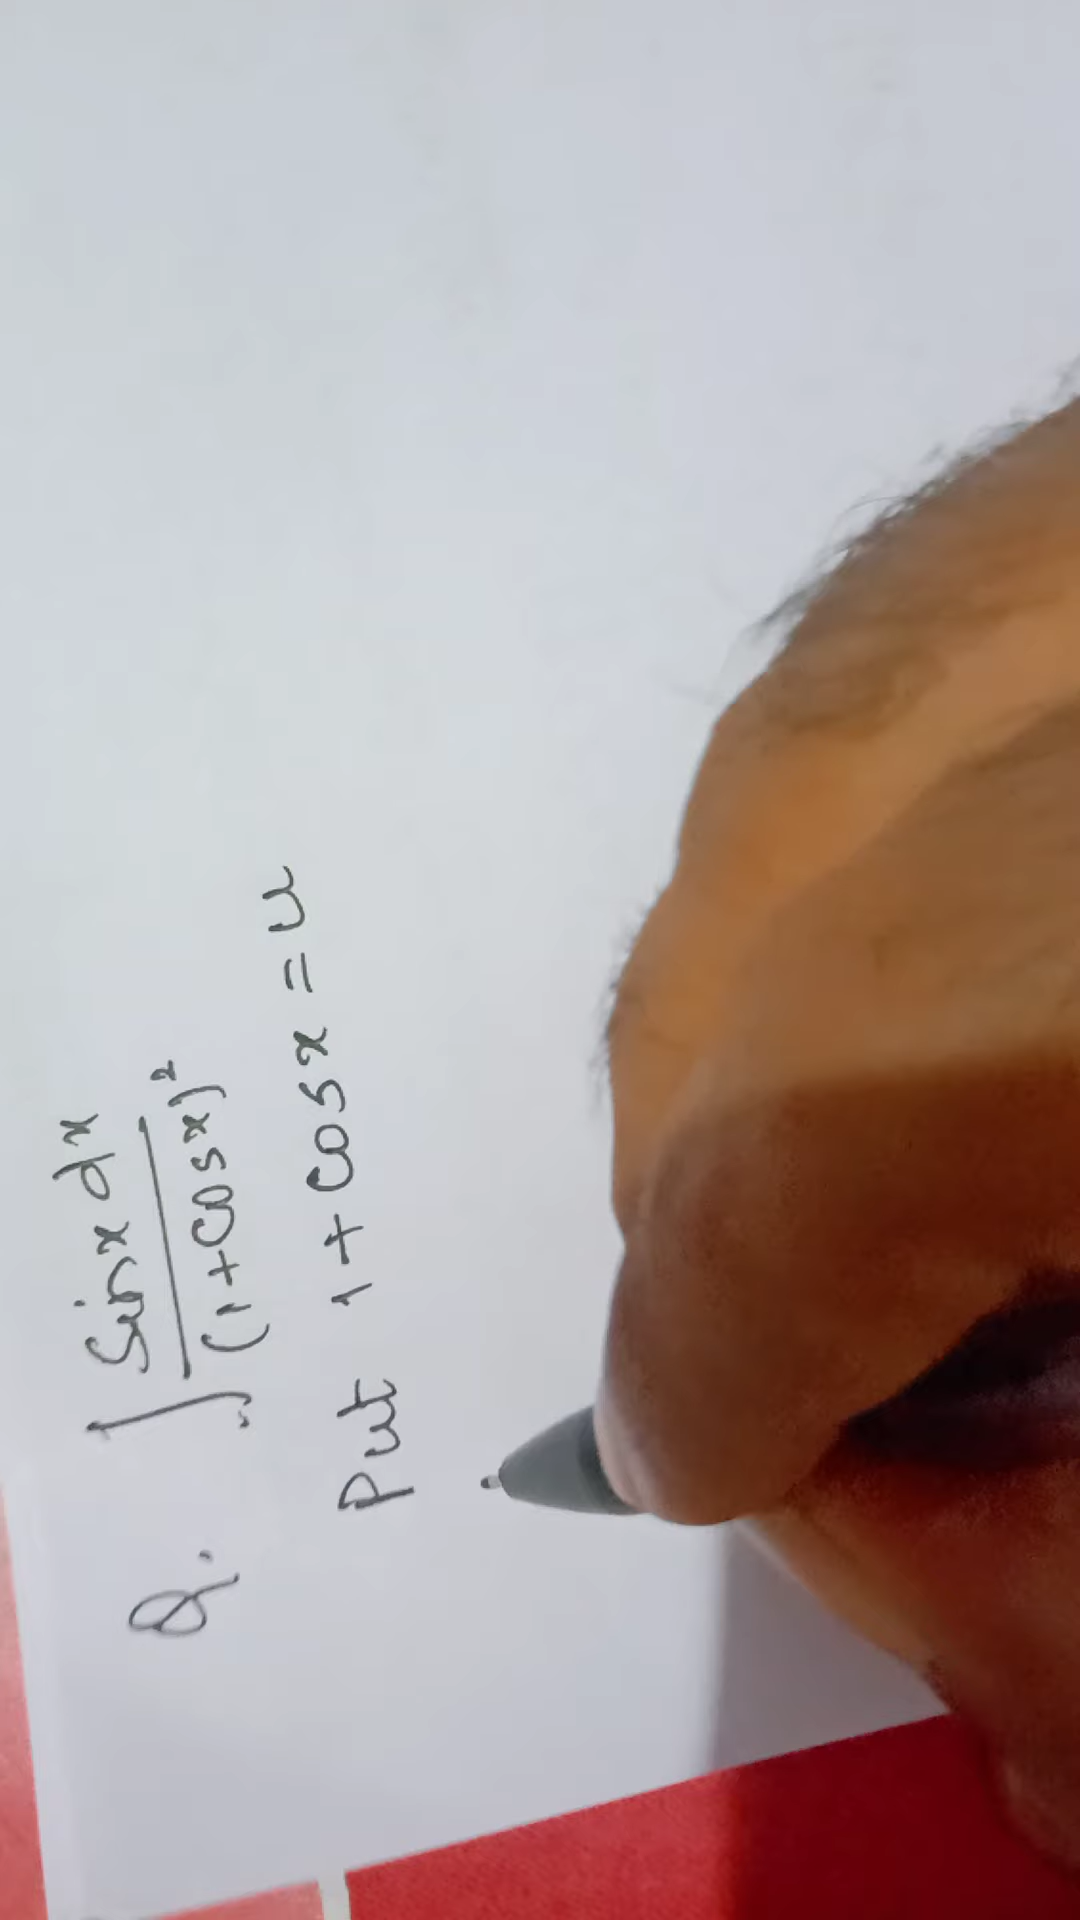 Q. ∫ Sinx dx / (1+Cosx)²
Put 1+Cosx = u